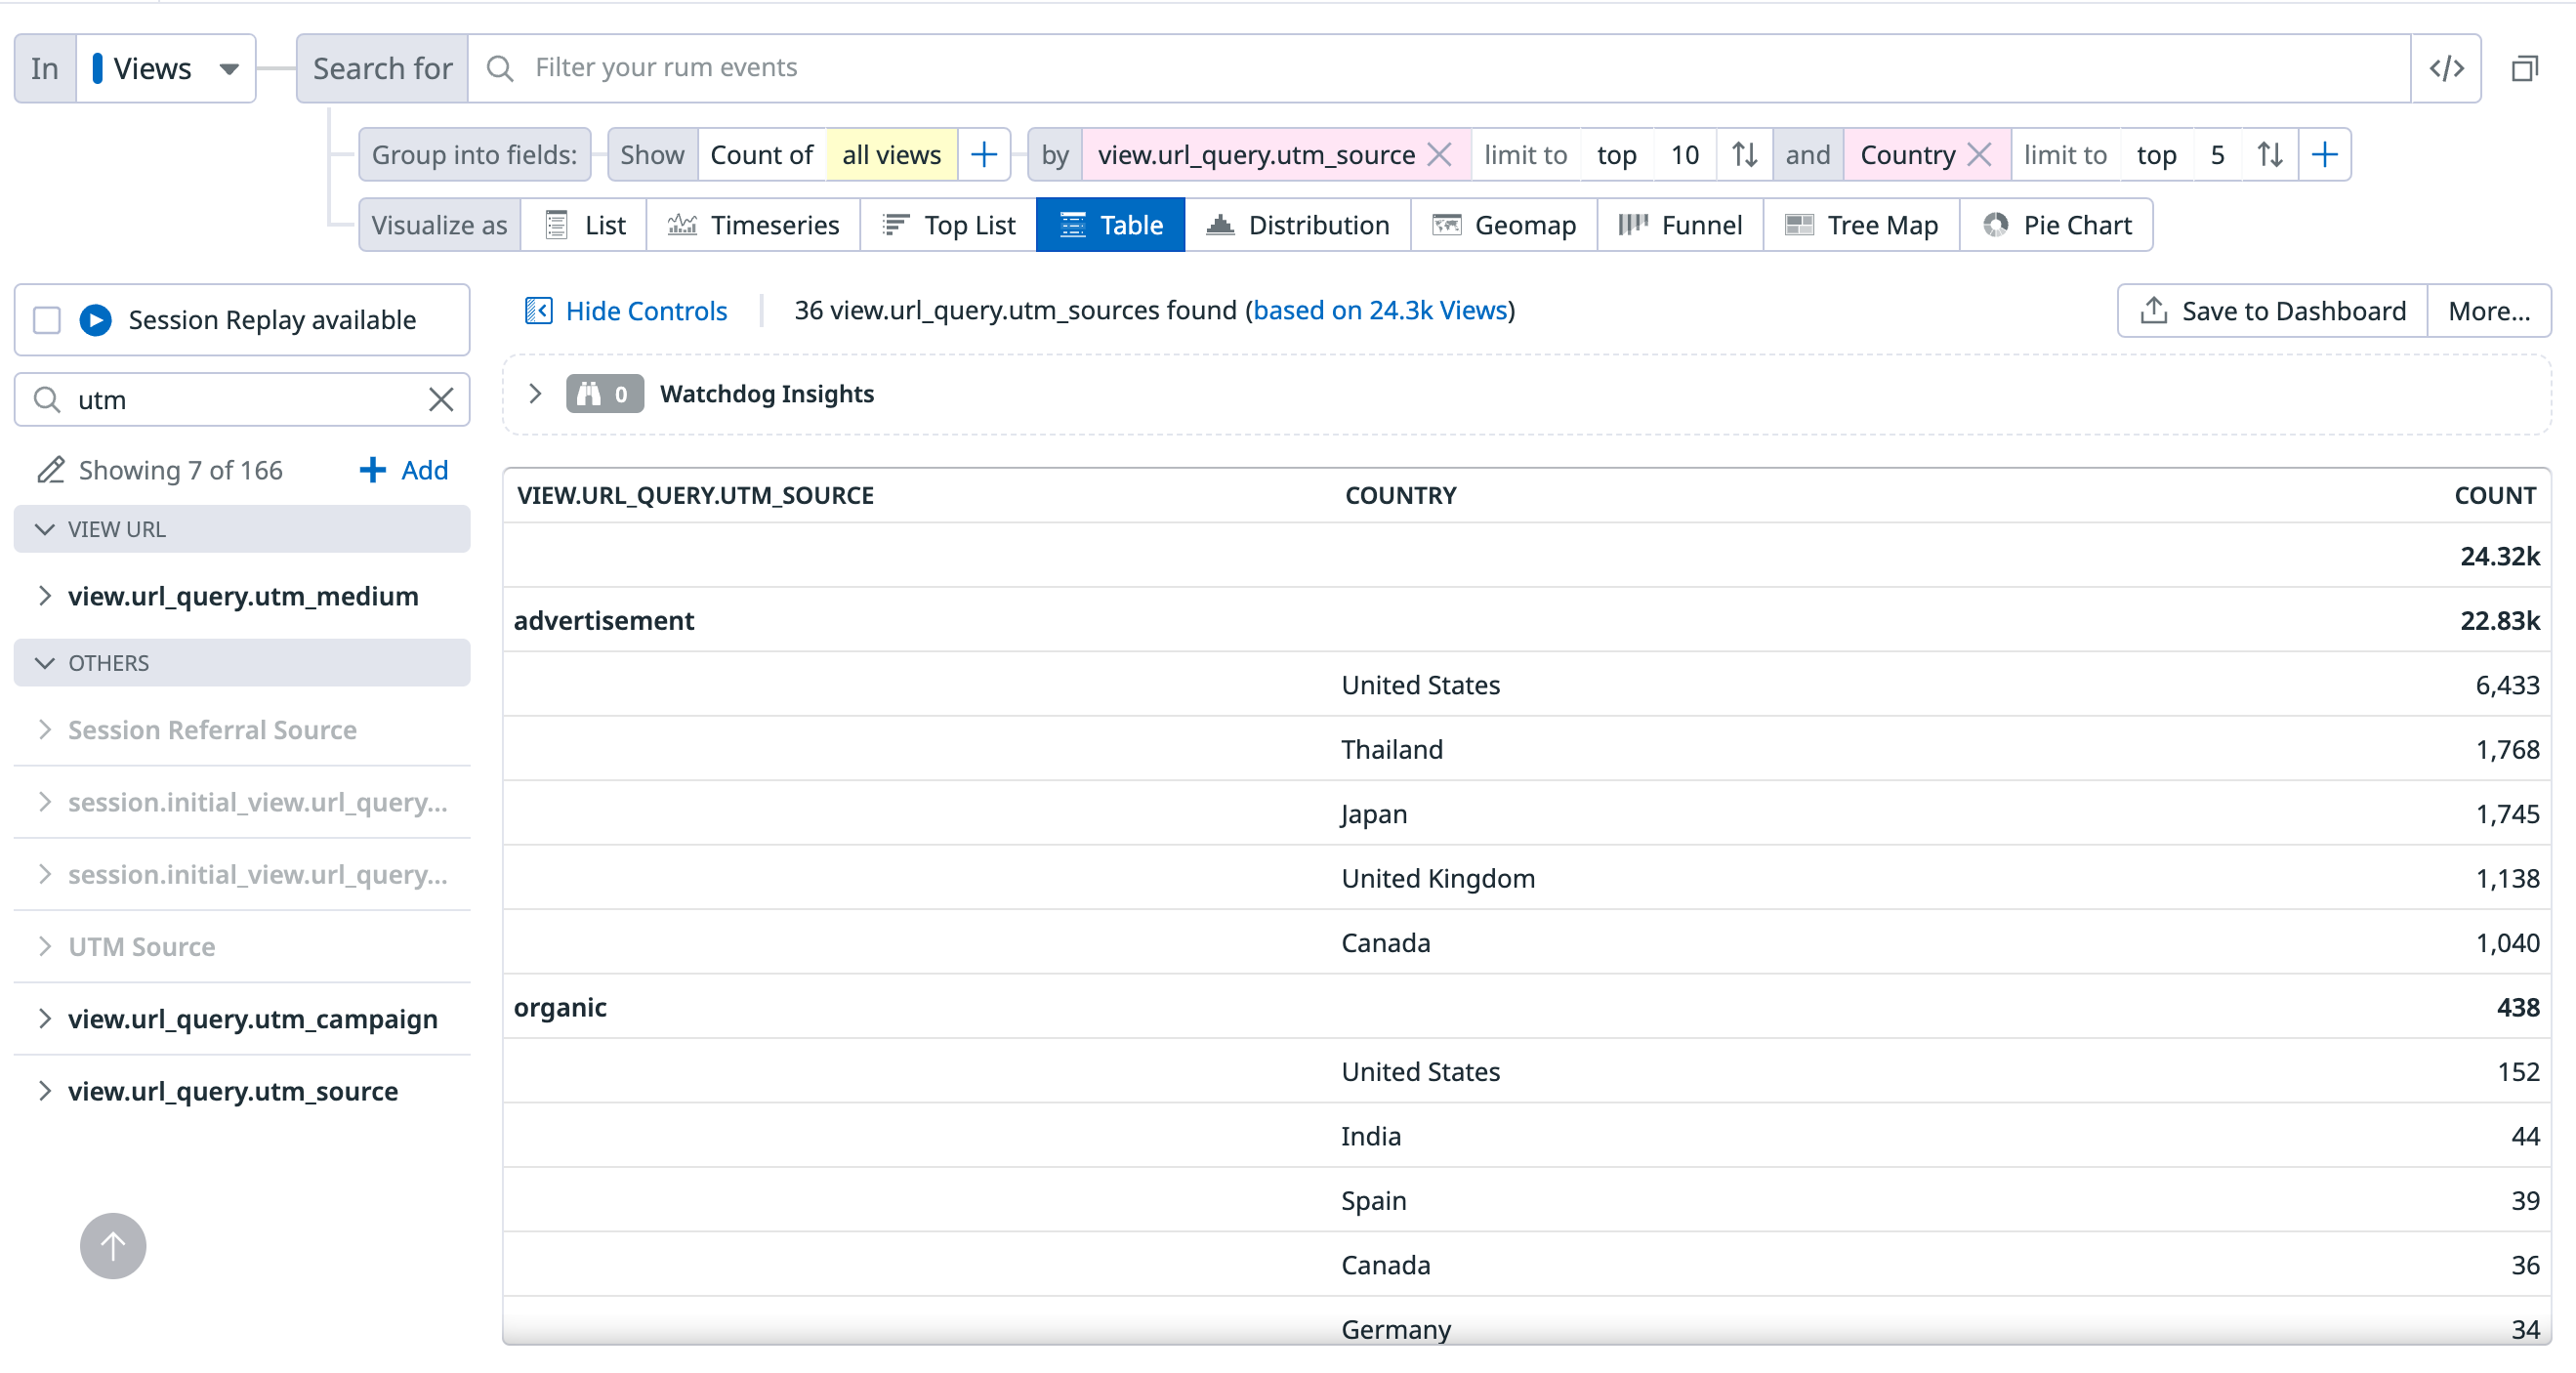 In Views Search for Filter your rum events </>
Group into fields: Show Count of all views + by view.url_query.utm_source limit to top 10 and Country limit to top 5 +
Visualize as List Timeseries Top List Table Distribution Geomap Funnel Tree Map Pie Chart
Session Replay available
utm
Showing 7 of 166 + Add
VIEW URL
view.url_query.utm_medium
OTHERS
Session Referral Source
session.initial_view.url_query...
session.initial_view.url_query...
UTM Source
view.url_query.utm_campaign
view.url_query.utm_source
Hide Controls 36 view.url_query.utm_sources found (based on 24.3k Views) Save to Dashboard More...
0 Watchdog Insights
VIEW.URL_QUERY.UTM_SOURCE COUNTRY COUNT
24.32k
advertisement 22.83k
United States 6,433
Thailand 1,768
Japan 1,745
United Kingdom 1,138
Canada 1,040
organic 438
United States 152
India 44
Spain 39
Canada 36
Germany 34